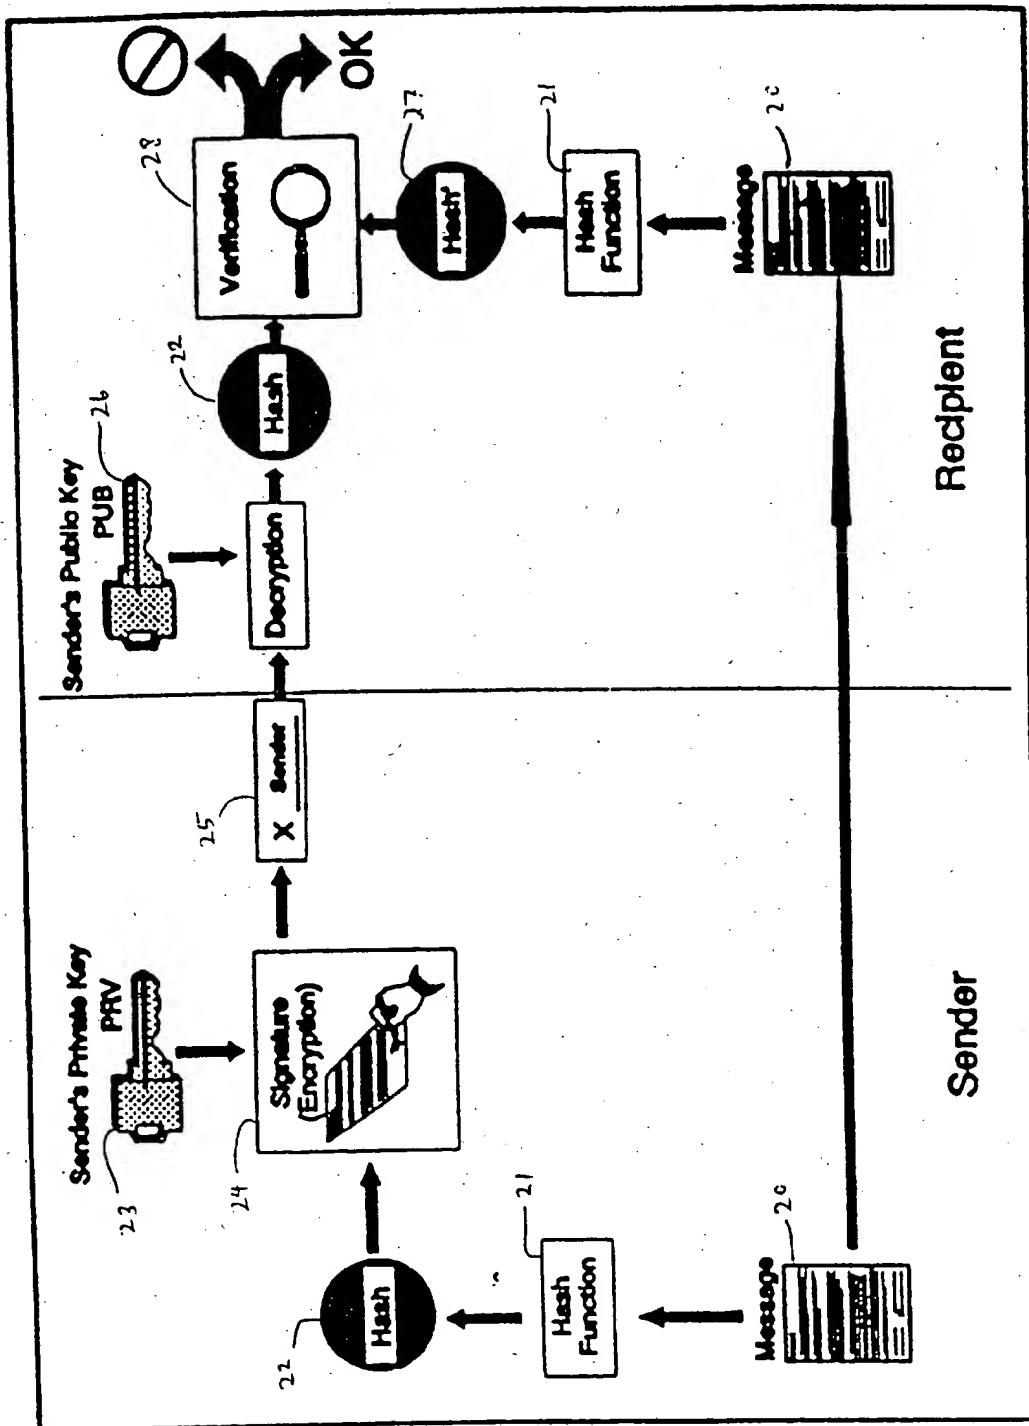 Sender's Private Key
PRV
23
Signature
(Encryption)
24
22
Hash
21
Hash
Function
Message
20
25
X Sender
Sender
Sender's Public Key
PUB
26
Decryption
22
Hash
28
Verification
OK
27
Hash'
21
Hash
Function
Message
20
Recipient